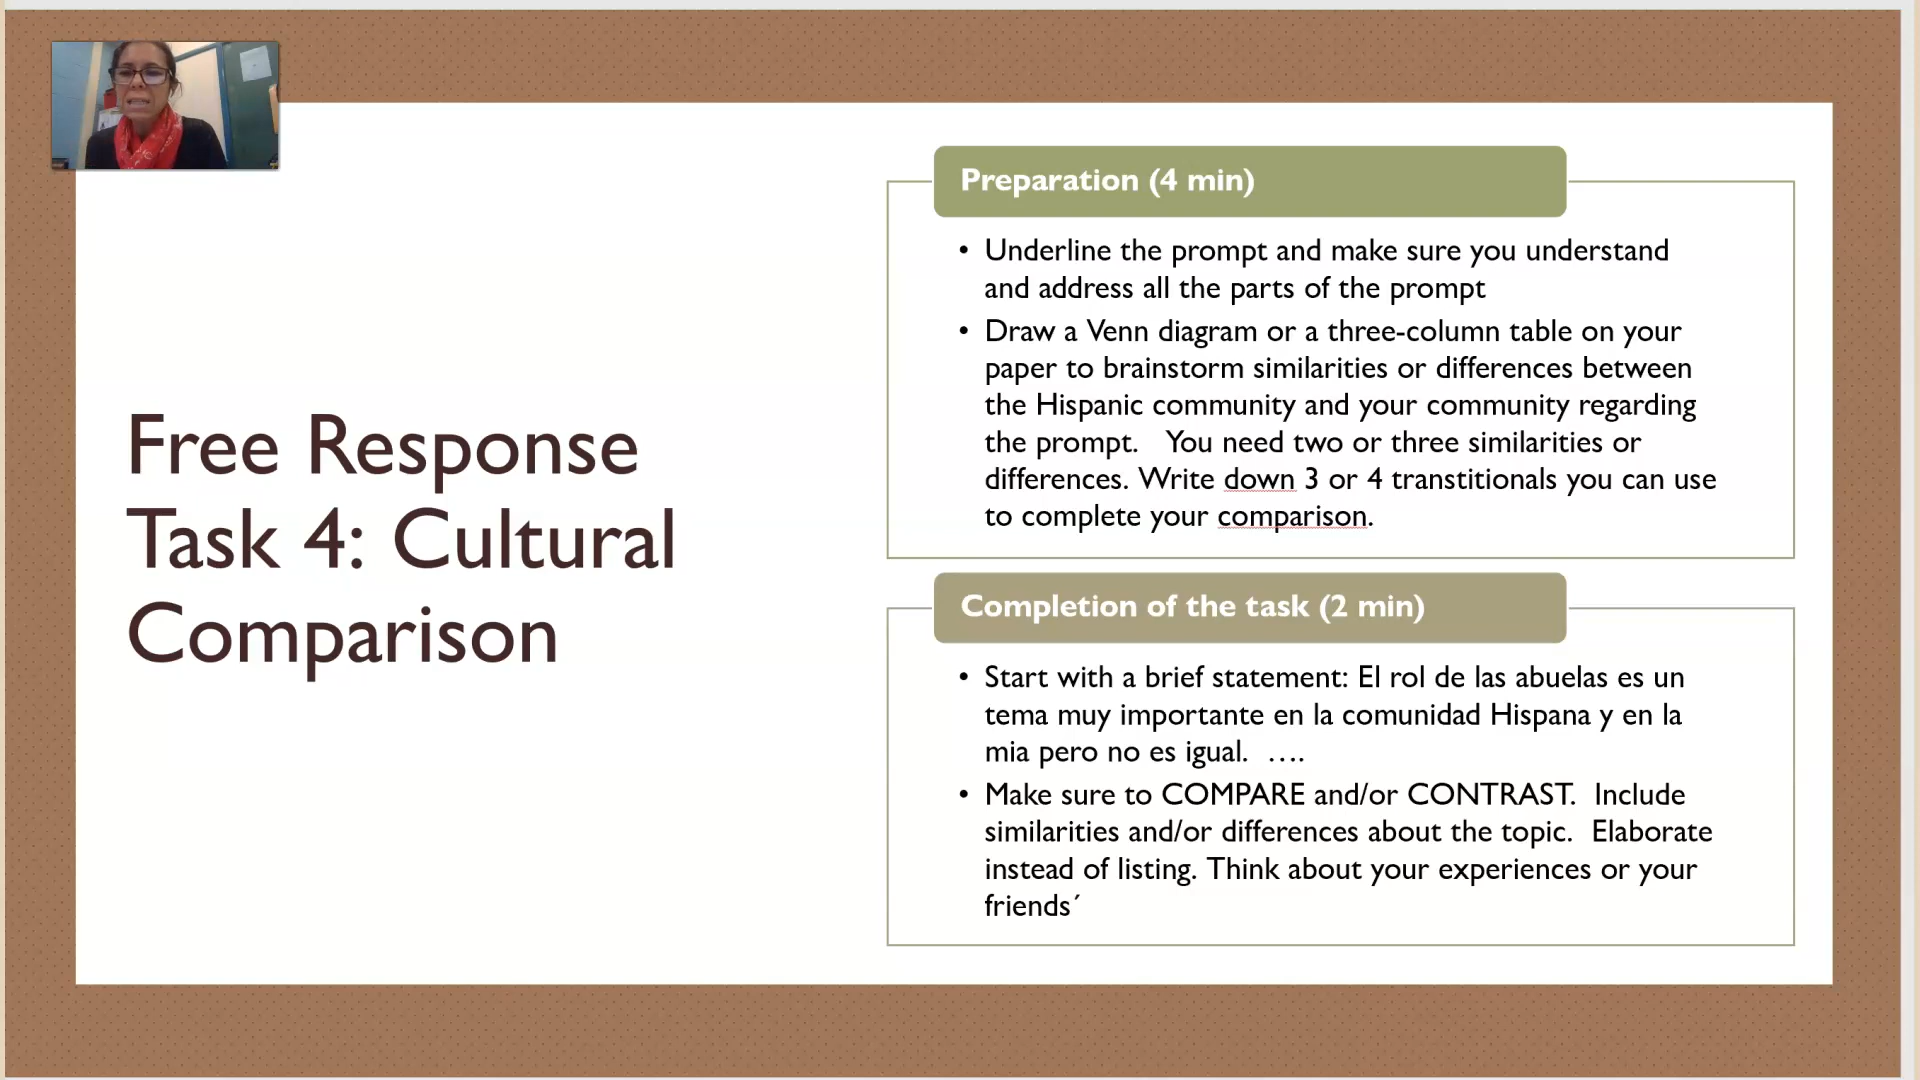 Free Response
Task 4: Cultural
Comparison
Preparation (4 min)
• Underline the prompt and make sure you understand
and address all the parts of the prompt
• Draw a Venn diagram or a three-column table on your
paper to brainstorm similarities or differences between
the Hispanic community and your community regarding
the prompt.   You need two or three similarities or
differences. Write down 3 or 4 transtitionals you can use
to complete your comparison.
Completion of the task (2 min)
• Start with a brief statement: El rol de las abuelas es un
tema muy importante en la comunidad Hispana y en la
mia pero no es igual.  ….
• Make sure to COMPARE and/or CONTRAST.  Include
similarities and/or differences about the topic.  Elaborate
instead of listing. Think about your experiences or your
friends´